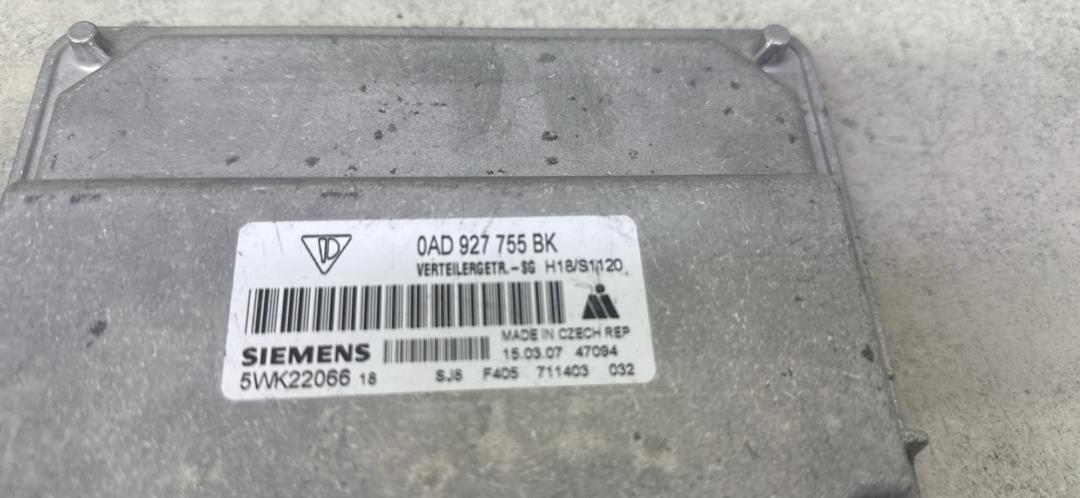 0AD 927 755 BK
VERTEILERGETR.-SG H18/S1120
MADE IN CZECH REP
SIEMENS 15.03.07 47094
5WK22066 18 SJ8 F405 711403 032